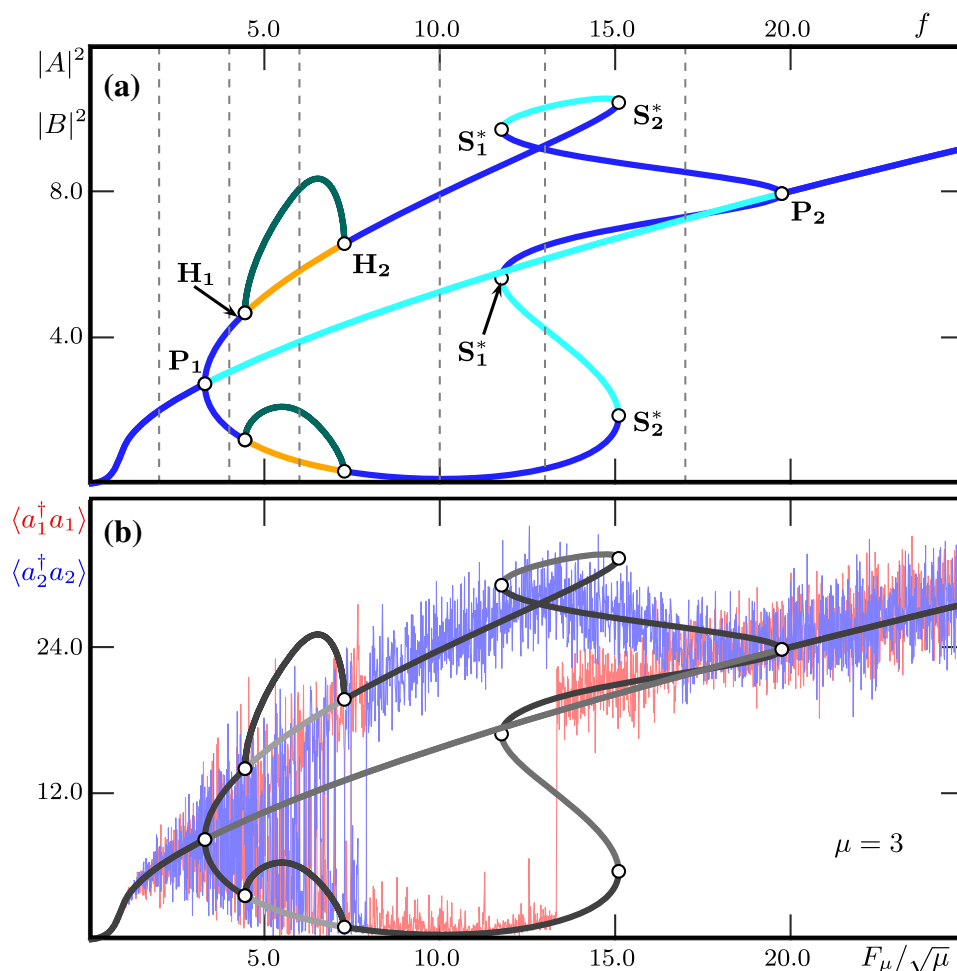 5.0 10.0 15.0 20.0 f
|A|²
(a)
|B|²
S₁* S₂*
8.0
P₂
H₁ H₂
4.0
P₁ S₁*
S₂*
⟨a₁†a₁⟩ (b)
⟨a₂†a₂⟩
24.0
12.0
μ = 3
5.0 10.0 15.0 20.0 Fμ/√μ